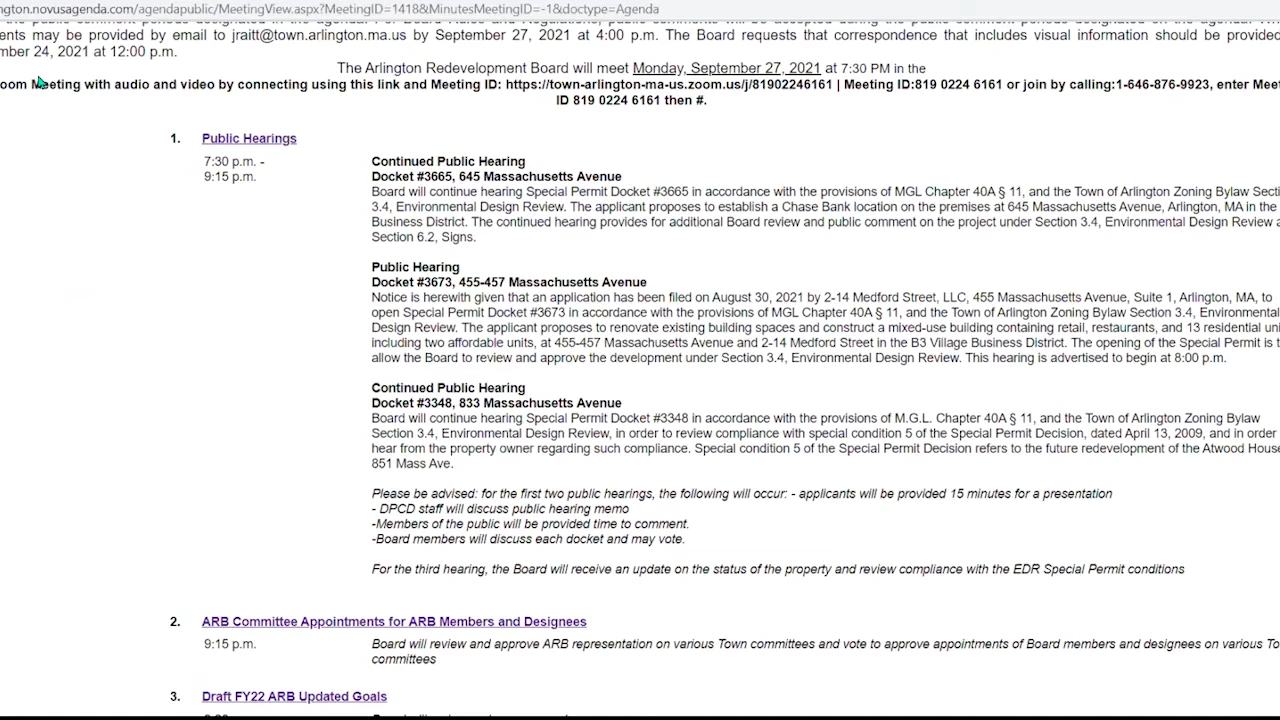 ngton.novusagenda.com/agendapublic/MeetingView.aspx?MeetingID=1418&MinutesMeetingID=-1&doctype=Agenda
ents may be provided by email to jraitt@town.arlington.ma.us by September 27, 2021 at 4:00 p.m. The Board requests that correspondence that includes visual information should be provided
mber 24, 2021 at 12:00 p.m.
The Arlington Redevelopment Board will meet Monday, September 27, 2021 at 7:30 PM in the
oom Meeting with audio and video by connecting using this link and Meeting ID: https://town-arlington-ma-us.zoom.us/j/81902246161 | Meeting ID:819 0224 6161 or join by calling:1-646-876-9923, enter Meet
ID 819 0224 6161 then #.
1. Public Hearings
7:30 p.m. -
9:15 p.m.
Continued Public Hearing
Docket #3665, 645 Massachusetts Avenue
Board will continue hearing Special Permit Docket #3665 in accordance with the provisions of MGL Chapter 40A § 11, and the Town of Arlington Zoning Bylaw Secti
3.4, Environmental Design Review. The applicant proposes to establish a Chase Bank location on the premises at 645 Massachusetts Avenue, Arlington, MA in the
Business District. The continued hearing provides for additional Board review and public comment on the project under Section 3.4, Environmental Design Review a
Section 6.2, Signs.
Public Hearing
Docket #3673, 455-457 Massachusetts Avenue
Notice is herewith given that an application has been filed on August 30, 2021 by 2-14 Medford Street, LLC, 455 Massachusetts Avenue, Suite 1, Arlington, MA, to
open Special Permit Docket #3673 in accordance with the provisions of MGL Chapter 40A § 11, and the Town of Arlington Zoning Bylaw Section 3.4, Environmental
Design Review. The applicant proposes to renovate existing building spaces and construct a mixed-use building containing retail, restaurants, and 13 residential uni
including two affordable units, at 455-457 Massachusetts Avenue and 2-14 Medford Street in the B3 Village Business District. The opening of the Special Permit is t
allow the Board to review and approve the development under Section 3.4, Environmental Design Review. This hearing is advertised to begin at 8:00 p.m.
Continued Public Hearing
Docket #3348, 833 Massachusetts Avenue
Board will continue hearing Special Permit Docket #3348 in accordance with the provisions of M.G.L. Chapter 40A § 11, and the Town of Arlington Zoning Bylaw
Section 3.4, Environmental Design Review, in order to review compliance with special condition 5 of the Special Permit Decision, dated April 13, 2009, and in order
hear from the property owner regarding such compliance. Special condition 5 of the Special Permit Decision refers to the future redevelopment of the Atwood House
851 Mass Ave.
Please be advised: for the first two public hearings, the following will occur: - applicants will be provided 15 minutes for a presentation
- DPCD staff will discuss public hearing memo
-Members of the public will be provided time to comment.
-Board members will discuss each docket and may vote.
For the third hearing, the Board will receive an update on the status of the property and review compliance with the EDR Special Permit conditions
2. ARB Committee Appointments for ARB Members and Designees
9:15 p.m.
Board will review and approve ARB representation on various Town committees and vote to approve appointments of Board members and designees on various To
committees
3. Draft FY22 ARB Updated Goals